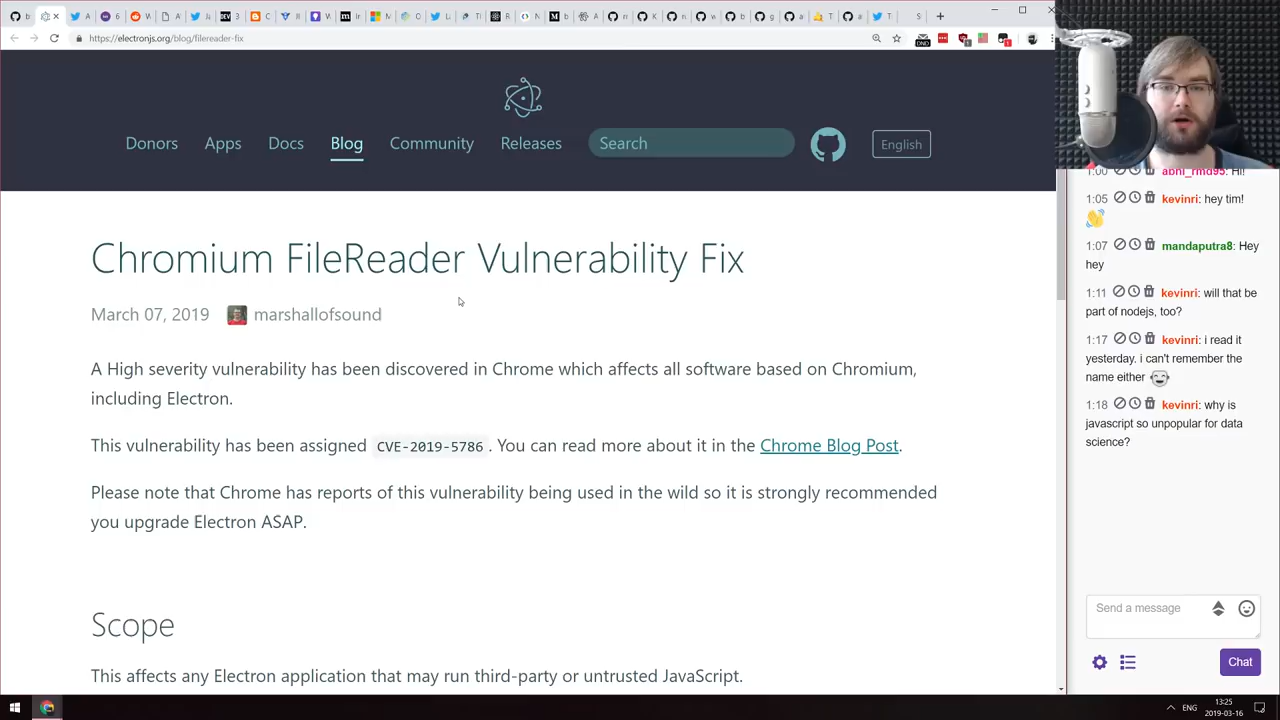 https://electronjs.org/blog/filereader-fix
Donors Apps Docs Blog Community Releases Search English
Chromium FileReader Vulnerability Fix
March 07, 2019 marshallofsound
A High severity vulnerability has been discovered in Chrome which affects all software based on Chromium,
including Electron.
This vulnerability has been assigned CVE-2019-5786. You can read more about it in the Chrome Blog Post.
Please note that Chrome has reports of this vulnerability being used in the wild so it is strongly recommended
you upgrade Electron ASAP.
Scope
This affects any Electron application that may run third-party or untrusted JavaScript.
1:00 abhi_rmd95: Hi!
1:05 kevinri: hey tim!
1:07 mandaputra8: Hey
hey
1:11 kevinri: will that be
part of nodejs, too?
1:17 kevinri: i read it
yesterday. i can't remember the
name either
1:18 kevinri: why is
javascript so unpopular for data
science?
Send a message
Chat
ENG
13:25
2019-03-16